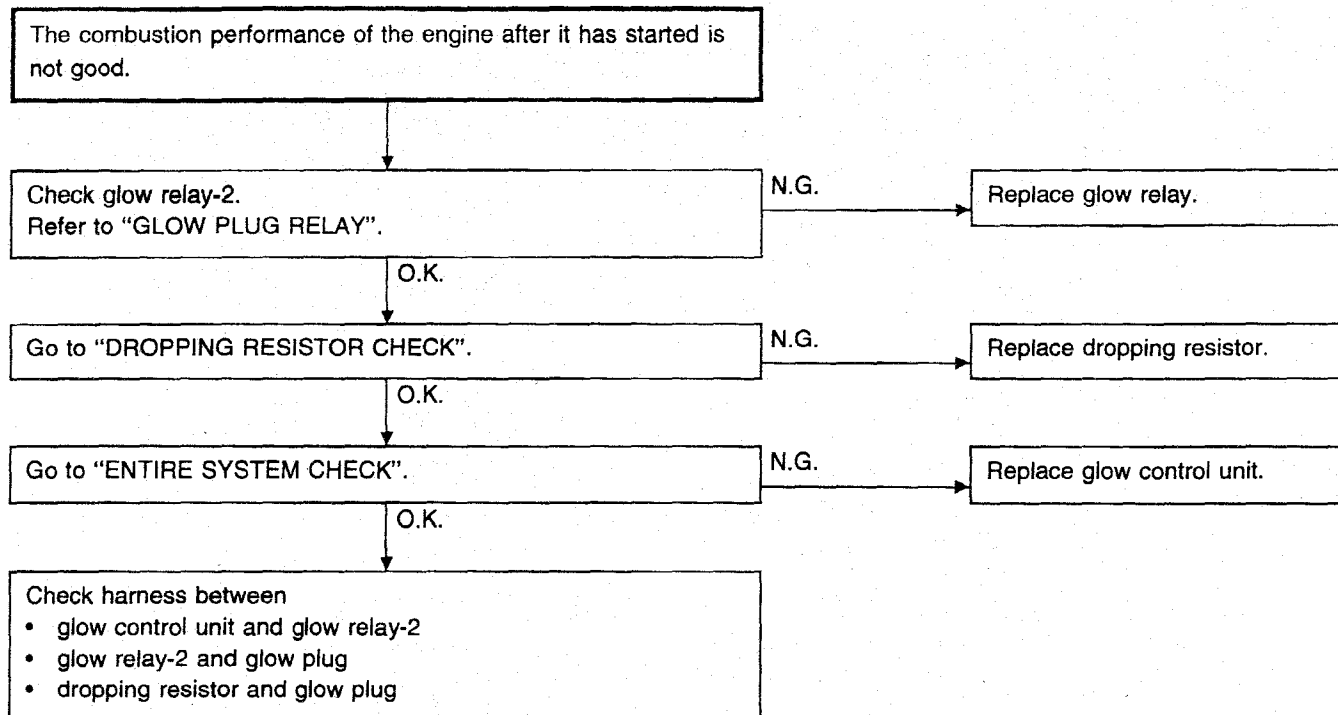 The combustion performance of the engine after it has started is
not good.
Check glow relay-2.
Refer to “GLOW PLUG RELAY”.
N.G.
Replace glow relay.
O.K.
Go to “DROPPING RESISTOR CHECK”.
N.G.
Replace dropping resistor.
O.K.
Go to “ENTIRE SYSTEM CHECK”.
N.G.
Replace glow control unit.
O.K.
Check harness between
• glow control unit and glow relay-2
• glow relay-2 and glow plug
• dropping resistor and glow plug